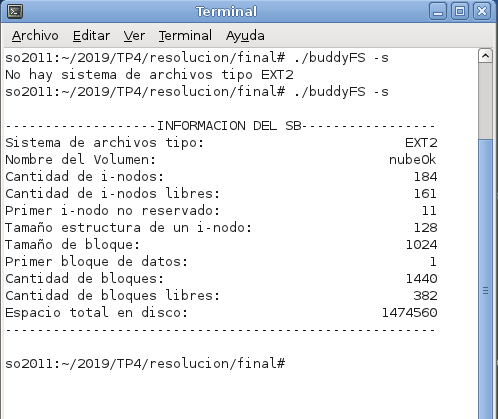 Terminal
Archivo Editar Ver Terminal Ayuda
so2011:~/2019/TP4/resolucion/final# ./buddyFS -s
No hay sistema de archivos tipo EXT2
so2011:~/2019/TP4/resolucion/final# ./buddyFS -s
-------------------INFORMACION DEL SB-----------------
Sistema de archivos tipo: EXT2
Nombre del Volumen: nube0k
Cantidad de i-nodos: 184
Cantidad de i-nodos libres: 161
Primer i-nodo no reservado: 11
Tamaño estructura de un i-nodo: 128
Tamaño de bloque: 1024
Primer bloque de datos: 1
Cantidad de bloques: 1440
Cantidad de bloques libres: 382
Espacio total en disco: 1474560
------------------------------------------------------
so2011:~/2019/TP4/resolucion/final#